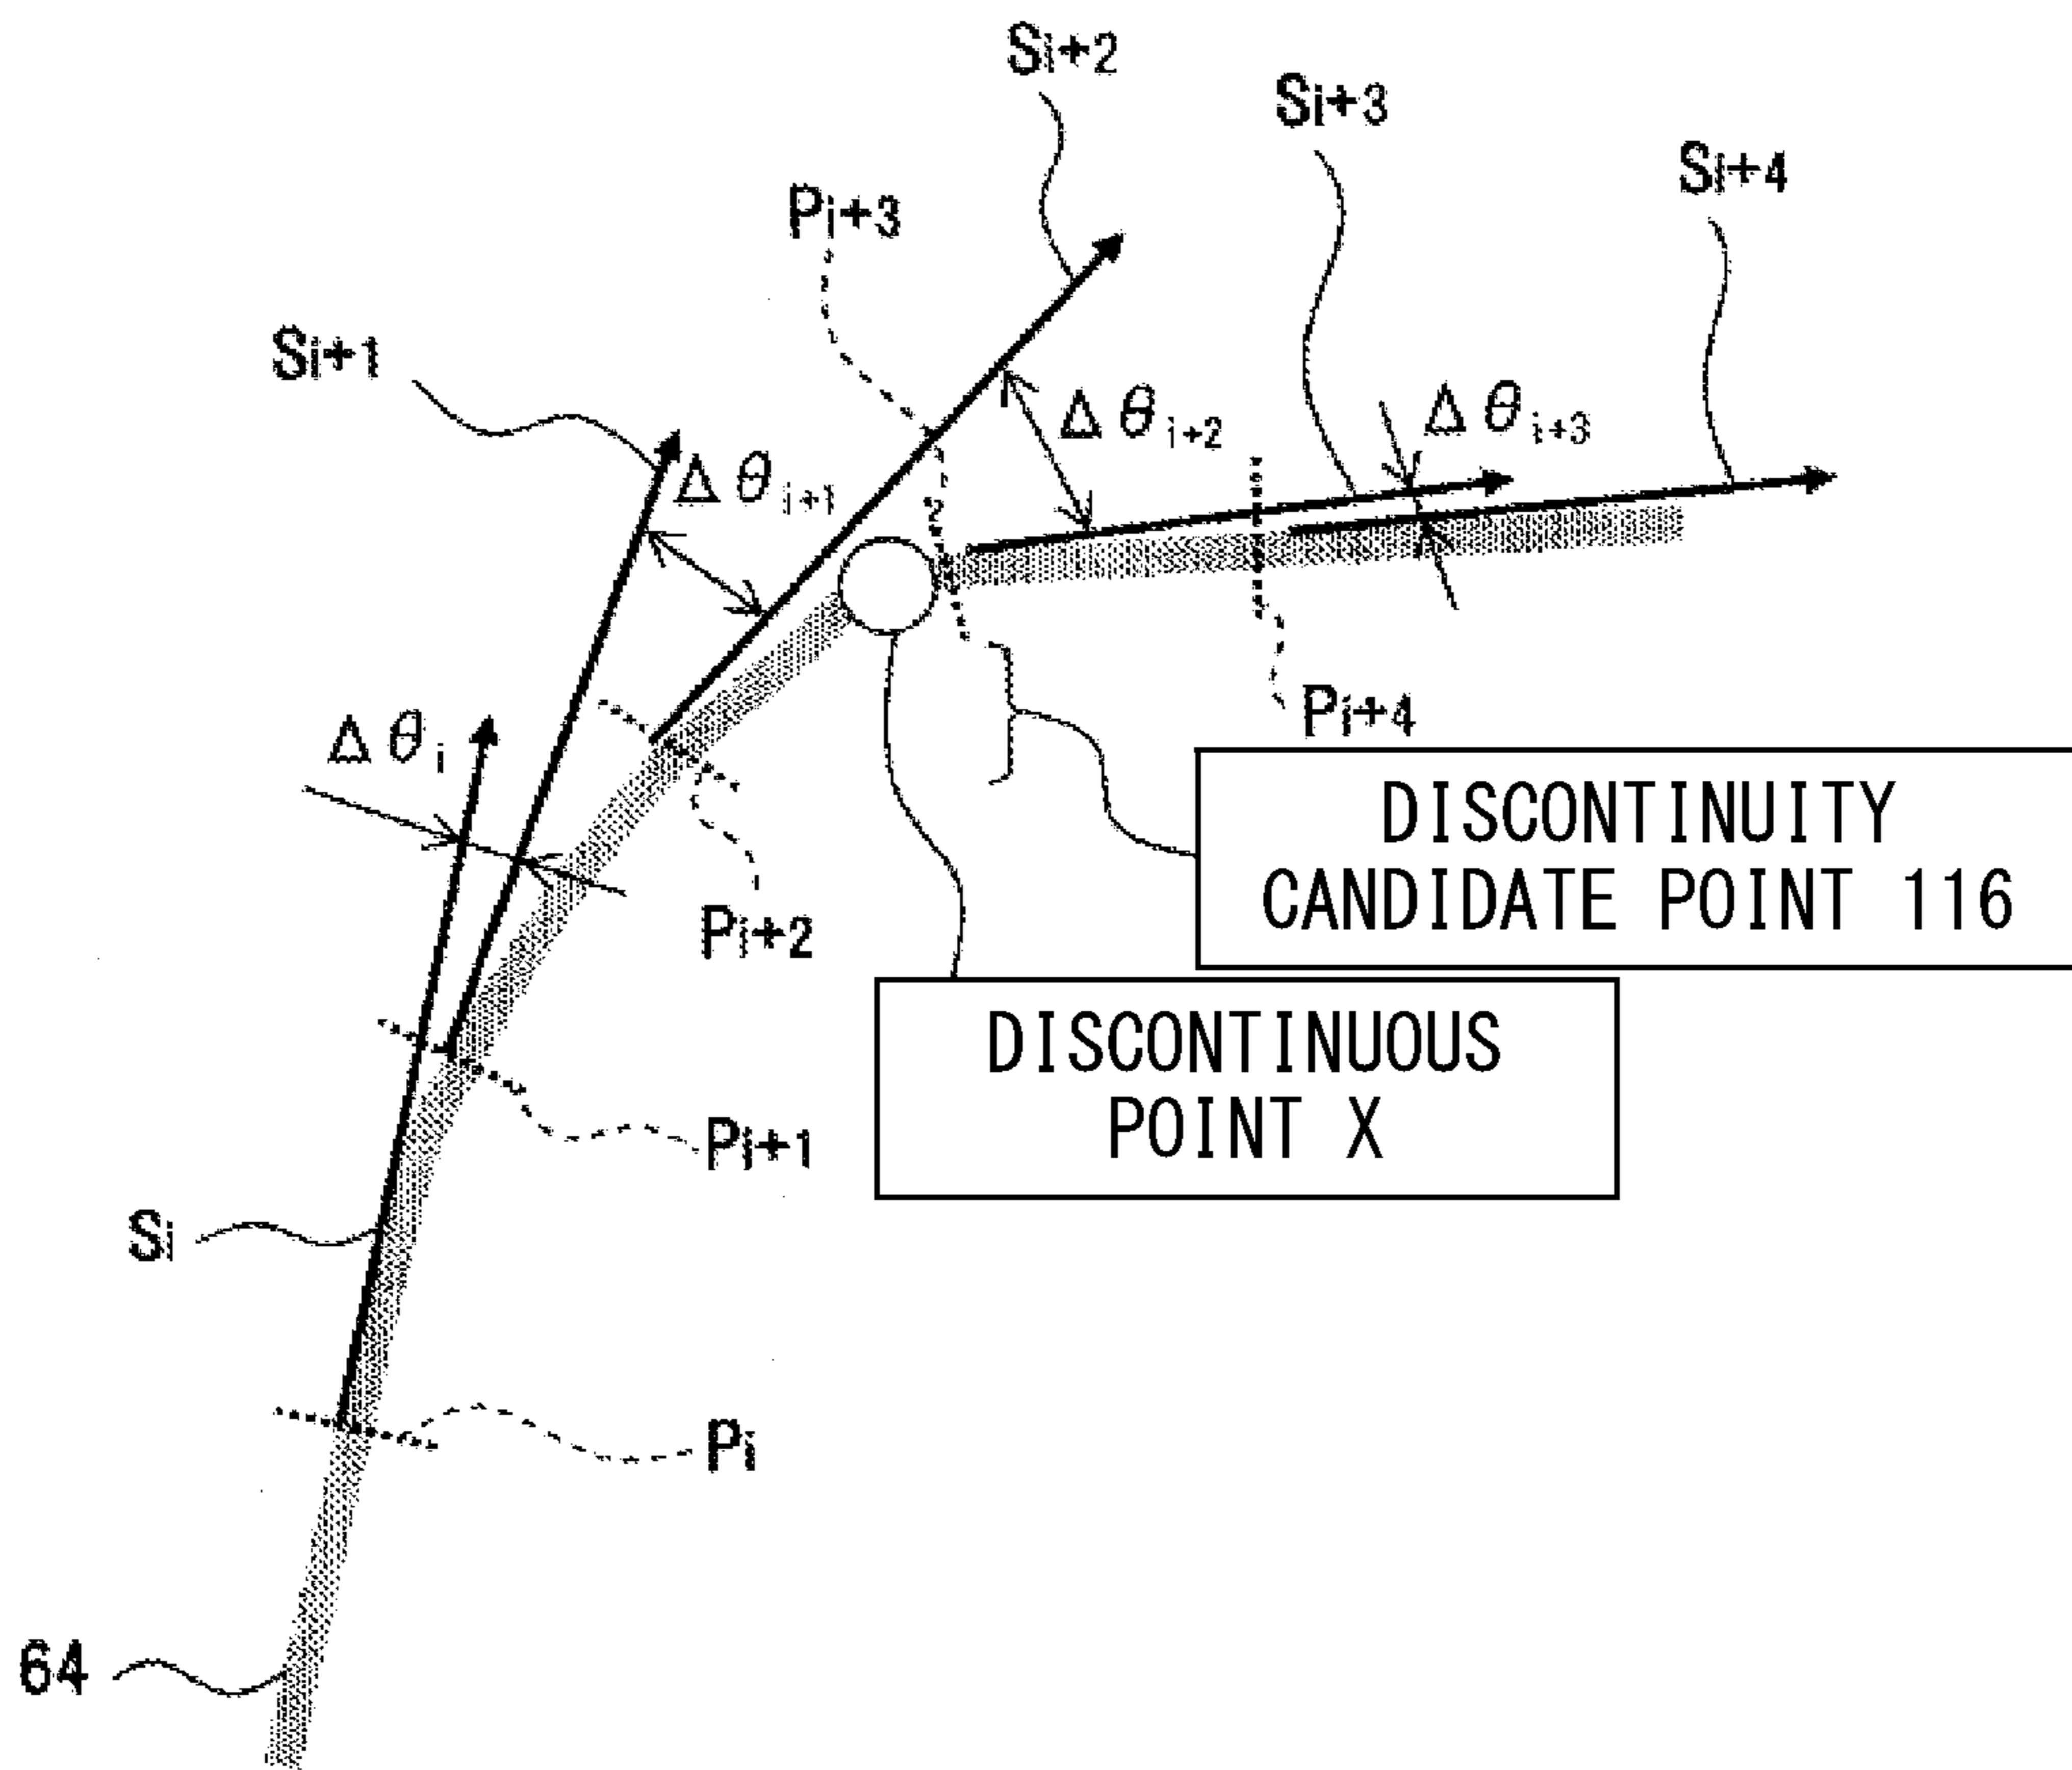 Si+2
Si+3
Si+4
Pi+3
Si+1
Δθi+2
Δθi+3
Δθi+1
Δθi
Pi+4
DISCONTINUITY
CANDIDATE POINT 116
Pi+2
DISCONTINUOUS
POINT X
Pi+1
Si
Pi
64